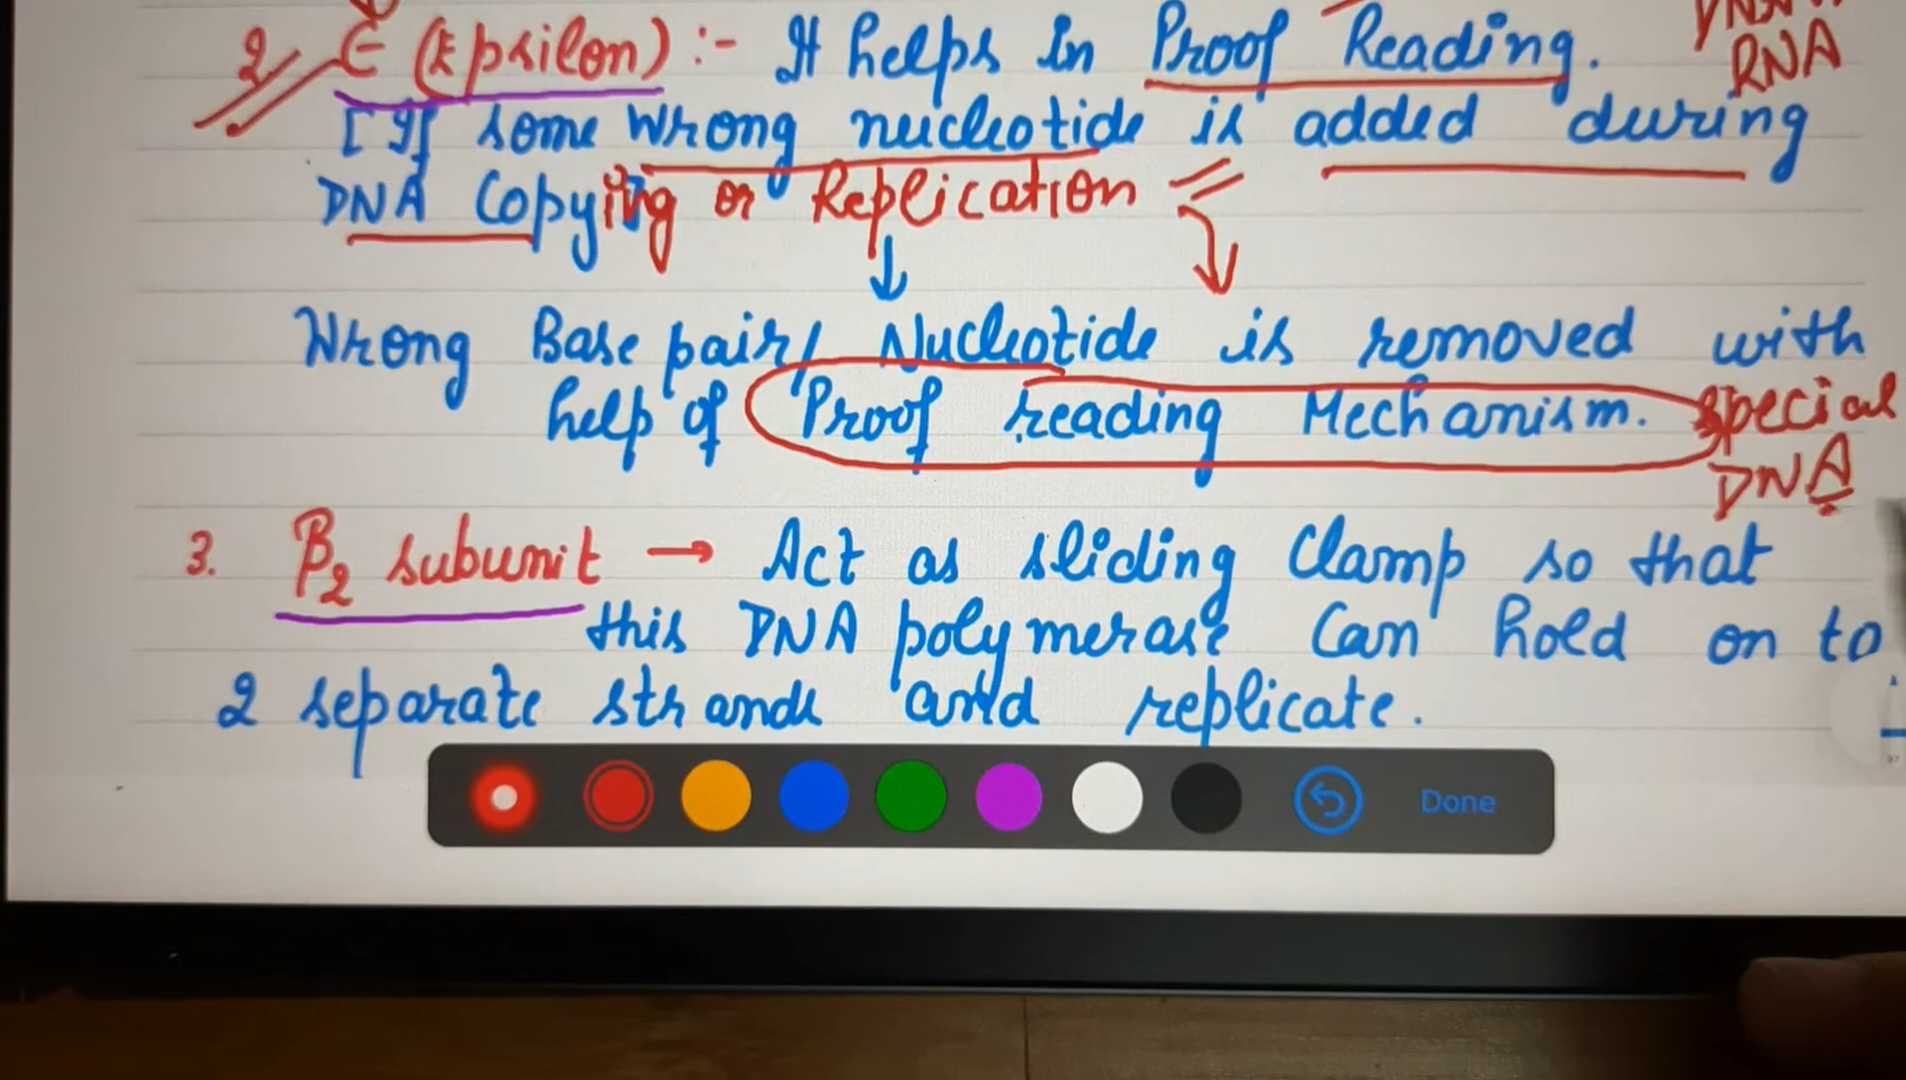 2 ε (Epsilon) :- It helps in Proof Reading.
RNA
[If some wrong nucleotide is added during
DNA Copying or Replication
Wrong Base pair/ Nucleotide is removed with
help of Proof reading Mechanism. special
DNA
3. β2 subunit → Act as sliding Clamp so that
this DNA polymerase Can hold on to
2 separate strands and replicate.
Done